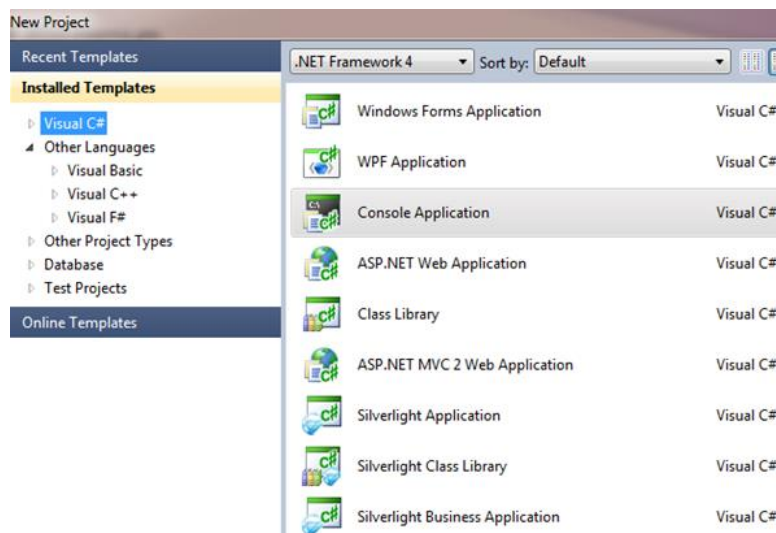 New Project
Recent Templates
Installed Templates
Visual C#
Other Languages
Visual Basic
Visual C++
Visual F#
Other Project Types
Database
Test Projects
Online Templates
.NET Framework 4 Sort by: Default
Windows Forms Application Visual C#
WPF Application Visual C#
Console Application Visual C#
ASP.NET Web Application Visual C#
Class Library Visual C#
ASP.NET MVC 2 Web Application Visual C#
Silverlight Application Visual C#
Silverlight Class Library Visual C#
Silverlight Business Application Visual C#